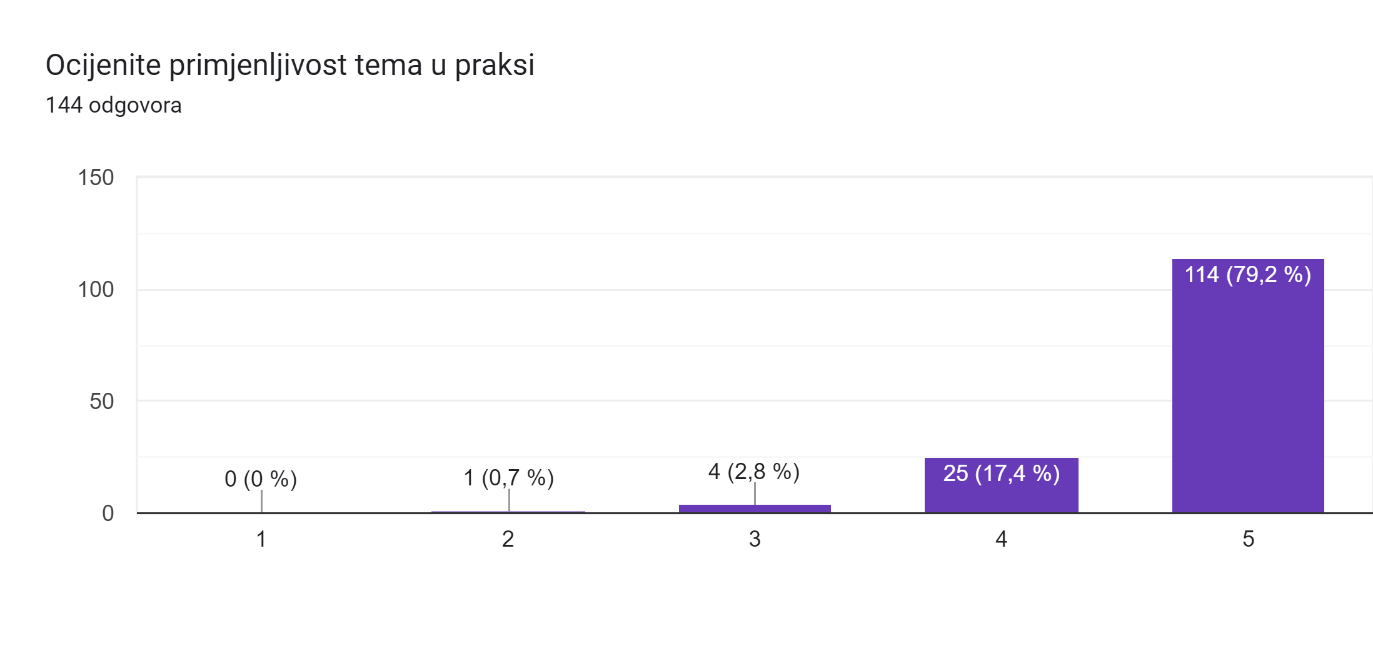 Ocijenite primjenljivost tema u praksi
144 odgovora
150
100
50
0
0 (0 %)
1 (0,7 %)
4 (2,8 %)
25 (17,4 %)
114 (79,2 %)
1
2
3
4
5